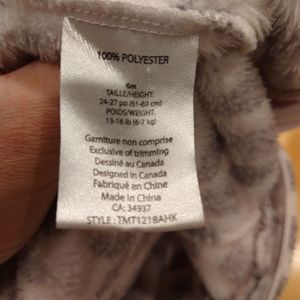 100% POLYESTER
6m
TAILLE/HEIGHT:
24-27 po (61-69 cm)
POIDS/WEIGHT:
13-16 lb (6-7 kg)
Garniture non comprise
Exclusive of trimming
Dessiné au Canada
Designed in Canada
Fabriqué en Chine
Made in China
CA: 34937
STYLE: TMT1218AHK